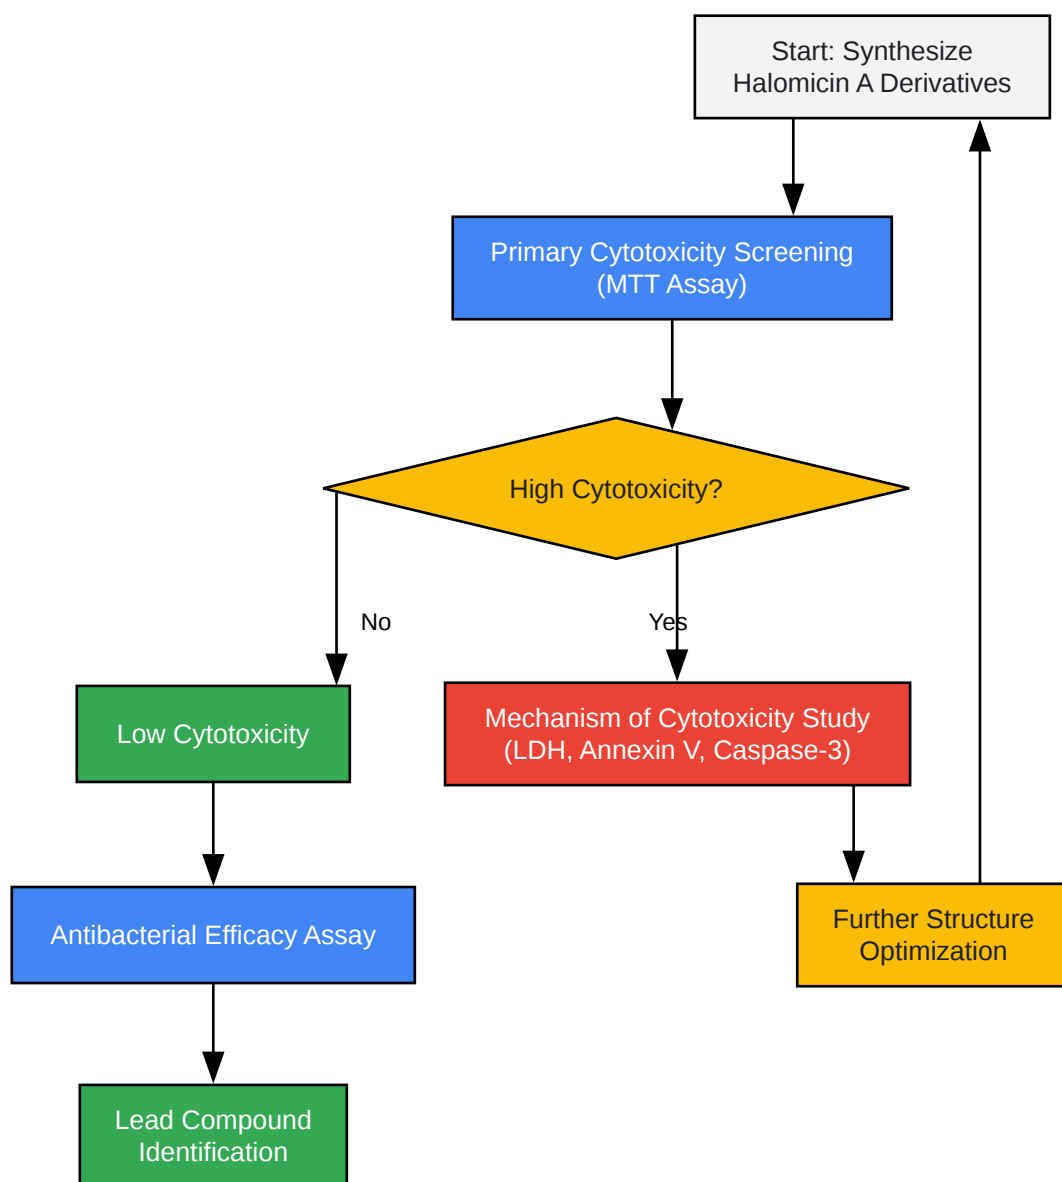 Start: Synthesize
Halomicin A Derivatives
Primary Cytotoxicity Screening
(MTT Assay)
High Cytotoxicity?
No
Yes
Low Cytotoxicity
Mechanism of Cytotoxicity Study
(LDH, Annexin V, Caspase-3)
Antibacterial Efficacy Assay
Further Structure
Optimization
Lead Compound
Identification